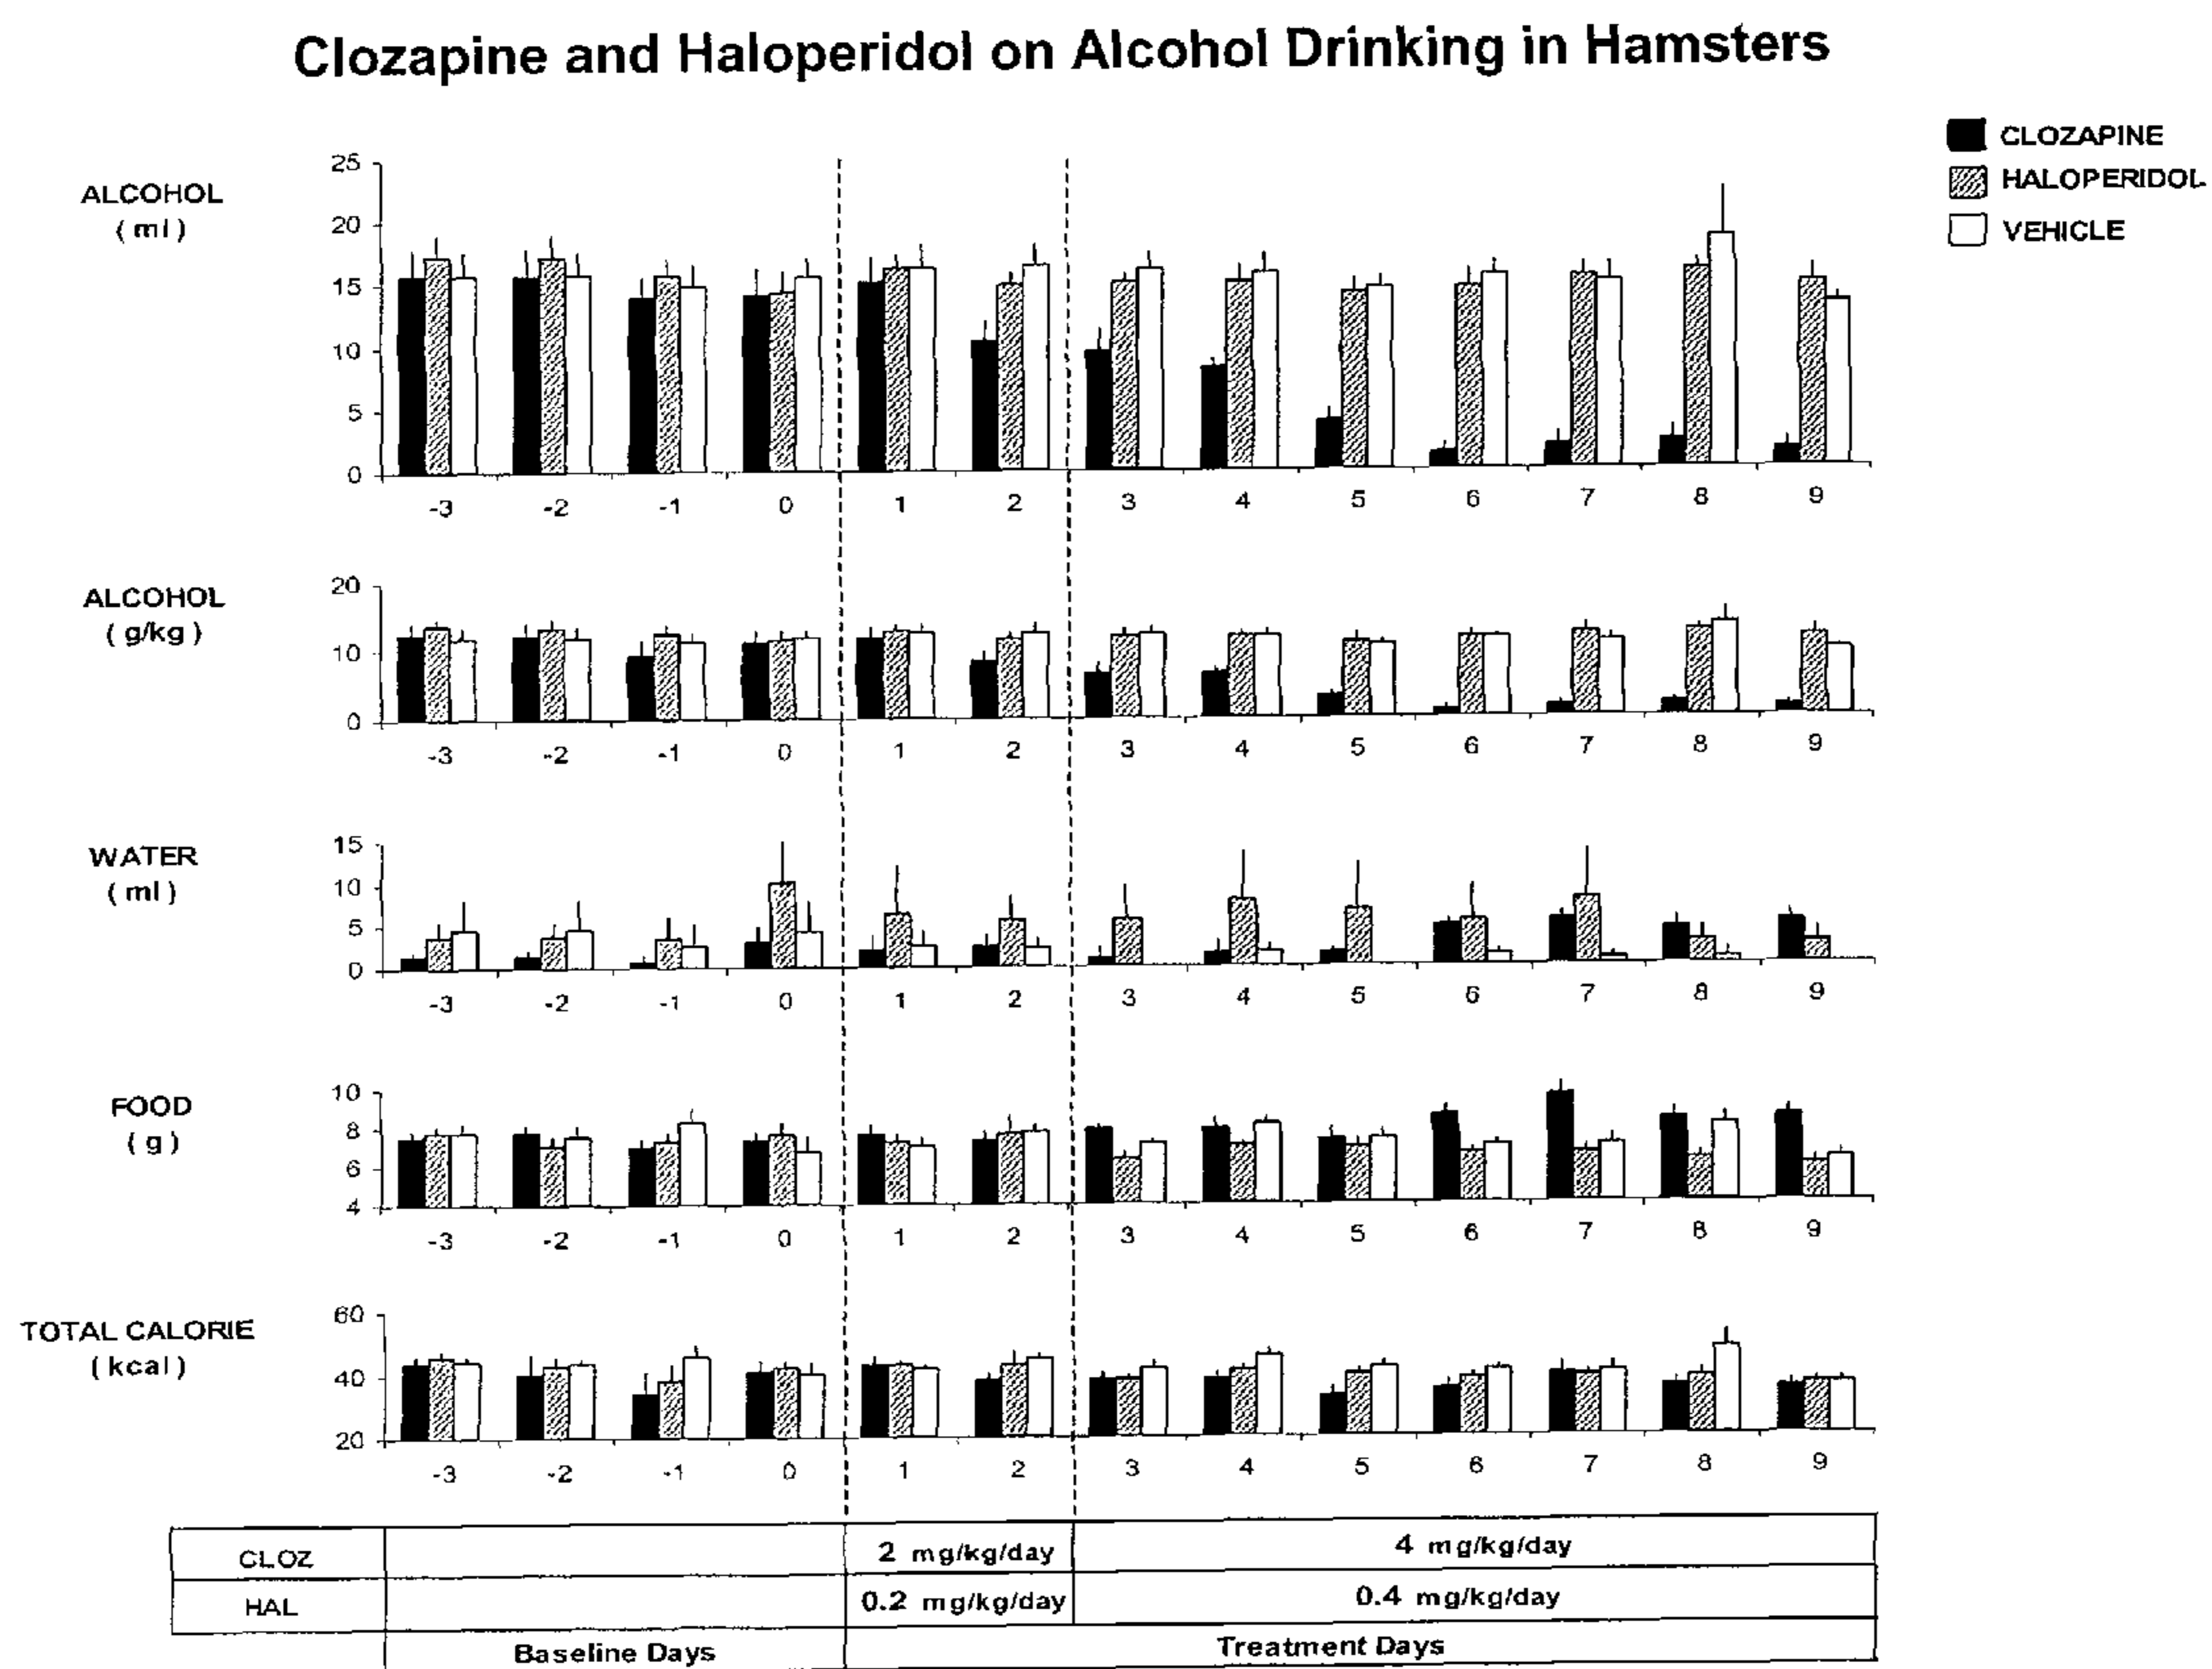 Clozapine and Haloperidol on Alcohol Drinking in Hamsters
CLOZAPINE
HALOPERIDOL
VEHICLE
ALCOHOL
( ml )
25
20
15
10
5
0
-3 -2 -1 0 1 2 3 4 5 6 7 8 9
ALCOHOL
( g/kg )
20
10
0
-3 -2 -1 0 1 2 3 4 5 6 7 8 9
WATER
( ml )
15
10
5
0
-3 -2 -1 0 1 2 3 4 5 6 7 8 9
FOOD
( g )
10
8
6
4
-3 -2 -1 0 1 2 3 4 5 6 7 8 9
TOTAL CALORIE
( kcal )
60
40
20
-3 -2 -1 0 1 2 3 4 5 6 7 8 9
CLOZ 2 mg/kg/day 4 mg/kg/day
HAL 0.2 mg/kg/day 0.4 mg/kg/day
Baseline Days Treatment Days